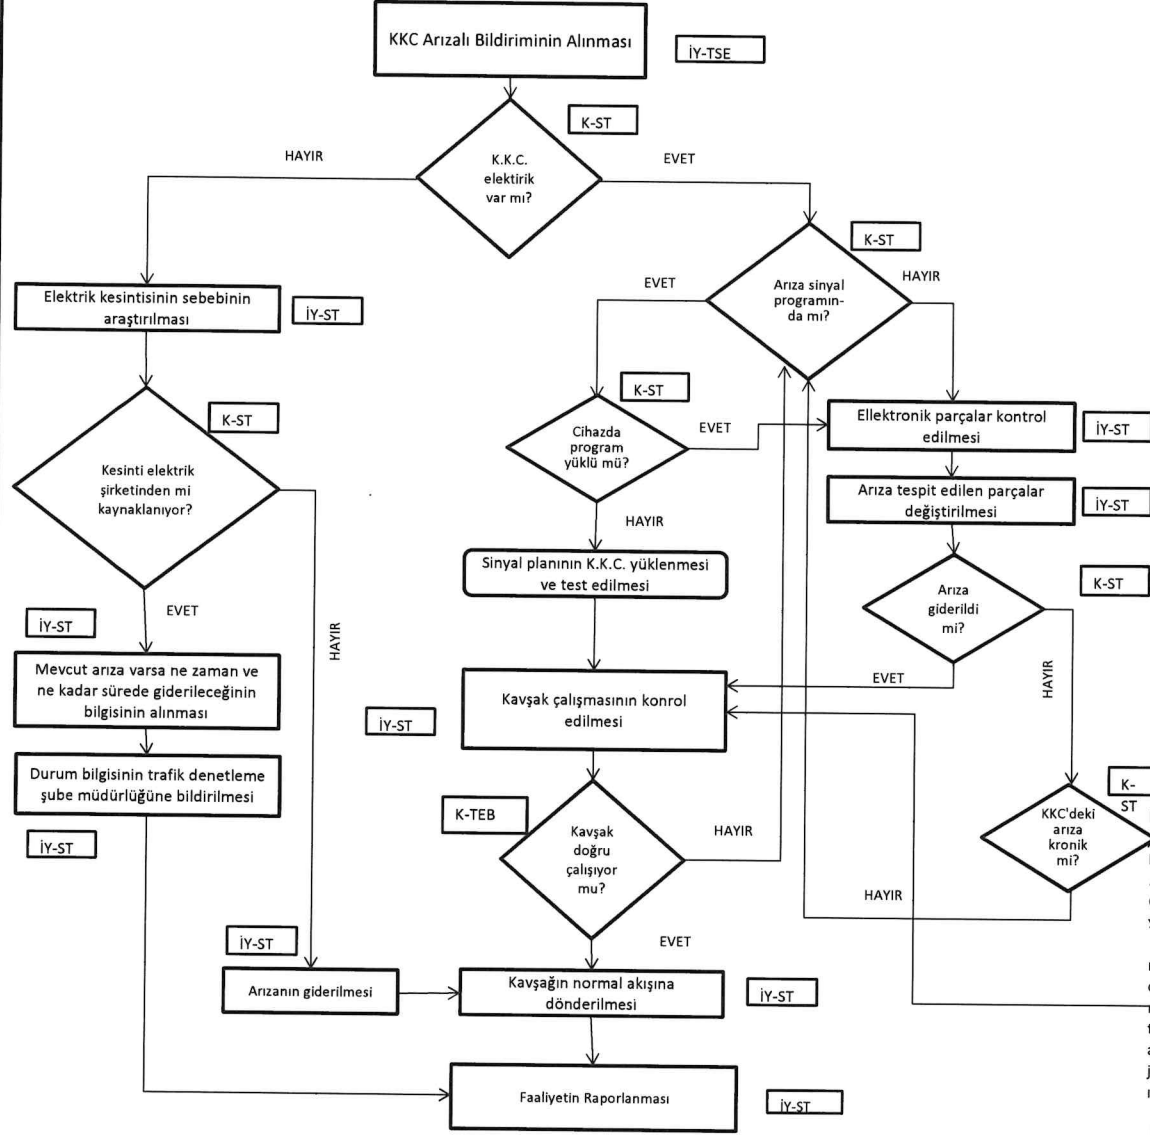 KKC Arızalı Bildiriminin Alınması
İY-TSE
K-ST
K.K.C.
elektirik
var mı?
HAYIR
EVET
K-ST
Arıza sinyal
programın-
da mı?
EVET
HAYIR
Elektrik kesintisinin sebebinin
araştırılması
İY-ST
K-ST
Kesinti elektrik
şirketinden mi
kaynaklanıyor?
K-ST
Cihazda
program
yüklü mü?
EVET
Ellektronik parçalar kontrol
edilmesi
İY-ST
Arıza tespit edilen parçalar
değiştirilmesi
İY-ST
HAYIR
Sinyal planının K.K.C. yüklenmesi
ve test edilmesi
Arıza
giderildi
mi?
K-ST
EVET
HAYIR
İY-ST
Mevcut arıza varsa ne zaman ve
ne kadar sürede giderileceğinin
bilgisinin alınması
EVET
HAYIR
Kavşak çalışmasının konrol
edilmesi
İY-ST
Durum bilgisinin trafik denetleme
şube müdürlüğüne bildirilmesi
İY-ST
K-TEB
Kavşak
doğru
çalışıyor
mu?
HAYIR
K-
ST
KKC'deki
arıza
kronik
mi?
HAYIR
EVET
İY-ST
Arızanın giderilmesi
Kavşağın normal akışına
dönderilmesi
İY-ST
Faaliyetin Raporlanması
İY-ST